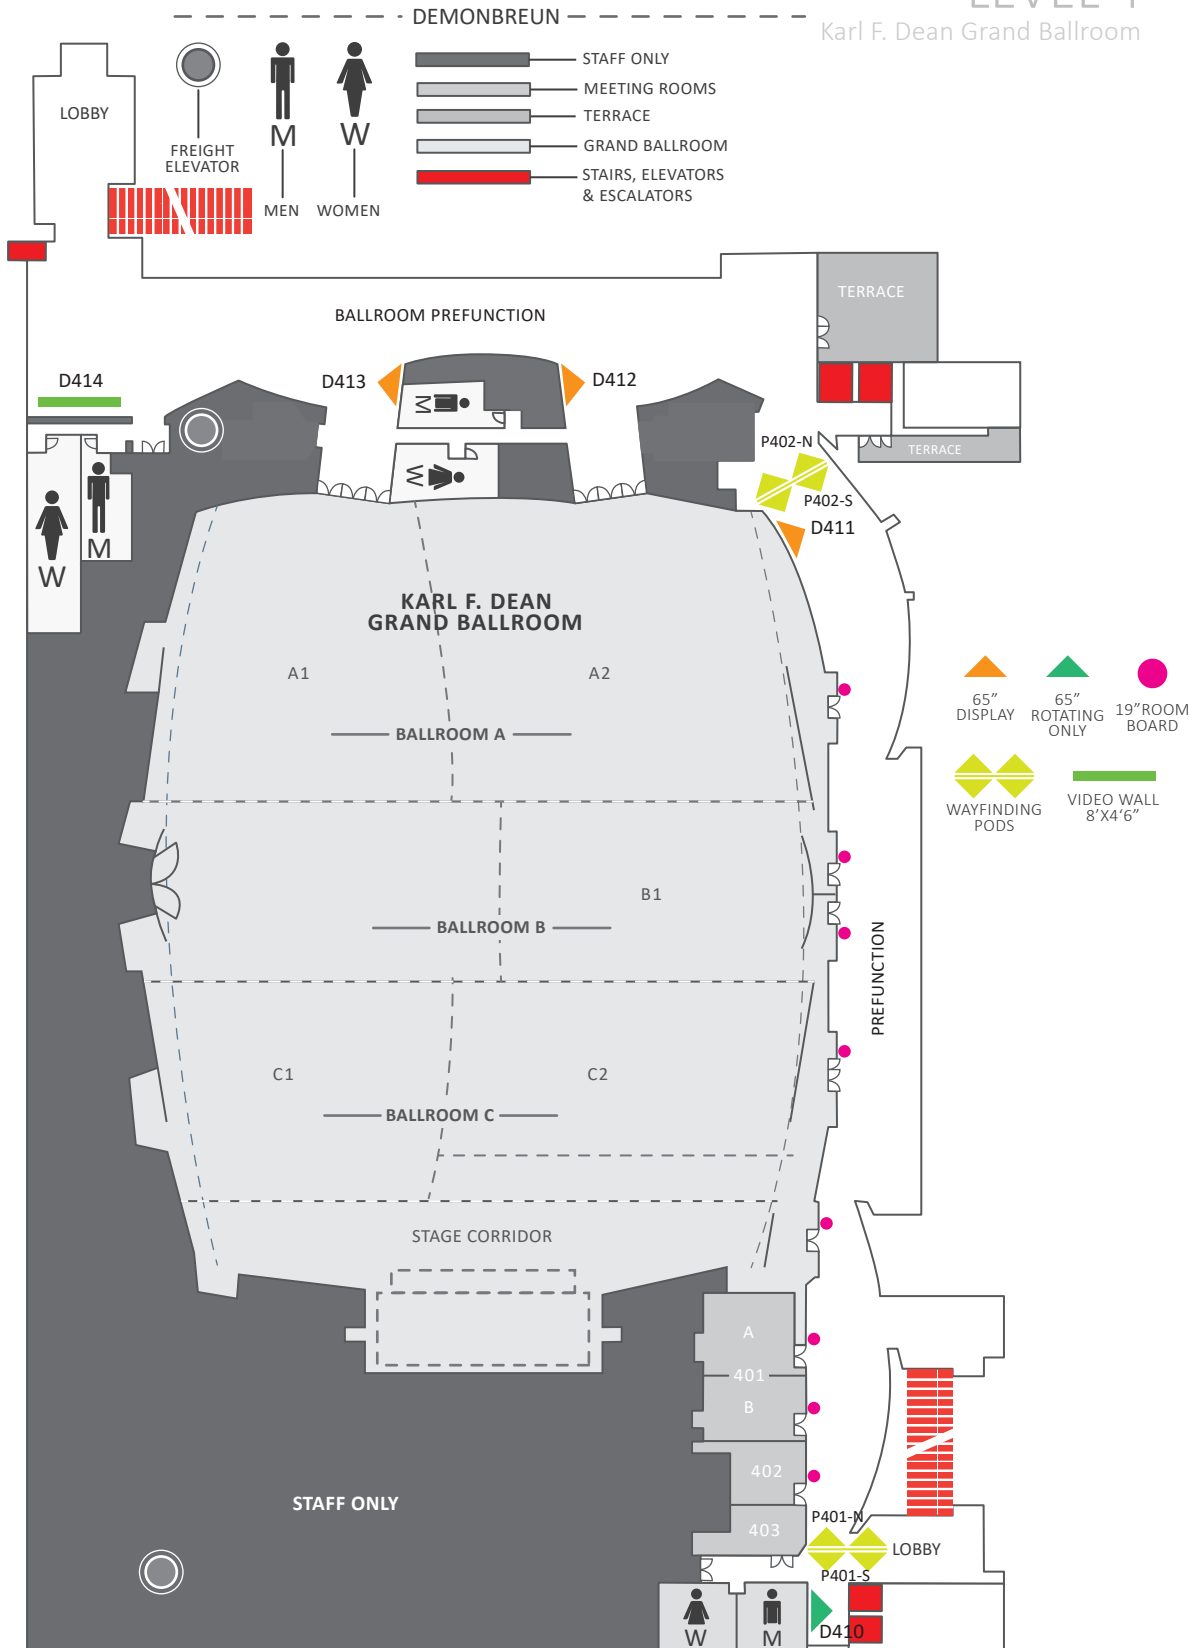 DEMONBREUN
Karl F. Dean Grand Ballroom
STAFF ONLY
MEETING ROOMS
TERRACE
GRAND BALLROOM
STAIRS, ELEVATORS
& ESCALATORS
LOBBY
FREIGHT
ELEVATOR
M
W
MEN
WOMEN
BALLROOM PREFUNCTION
TERRACE
D414
D413
D412
M
W
P402-N
TERRACE
P402-S
D411
M
W
KARL F. DEAN
GRAND BALLROOM
A1
A2
BALLROOM A
65”
DISPLAY
65”
ROTATING
ONLY
19”ROOM
BOARD
WAYFINDING
PODS
VIDEO WALL
8’X4‘6”
B1
BALLROOM B
PREFUNCTION
C1
C2
BALLROOM C
STAGE CORRIDOR
A
401
B
402
STAFF ONLY
403
P401-N
LOBBY
P401-S
D410
W
M